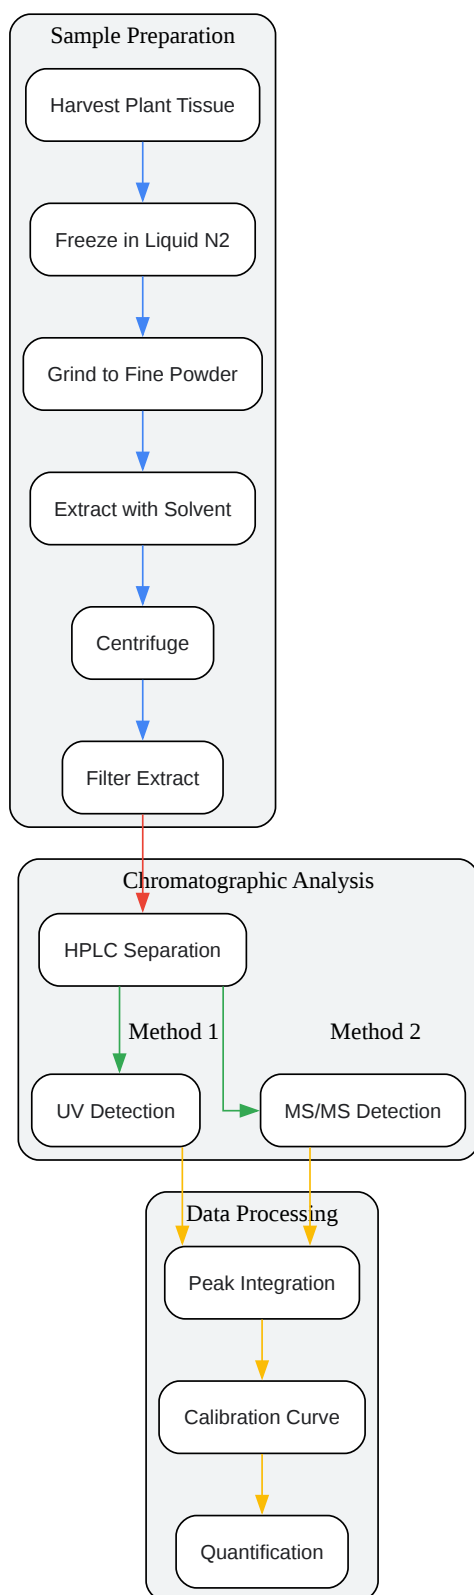 Sample Preparation
Harvest Plant Tissue
Freeze in Liquid N2
Grind to Fine Powder
Extract with Solvent
Centrifuge
Filter Extract
Chromatographic Analysis
HPLC Separation
Method 1
Method 2
UV Detection
MS/MS Detection
Data Processing
Peak Integration
Calibration Curve
Quantification